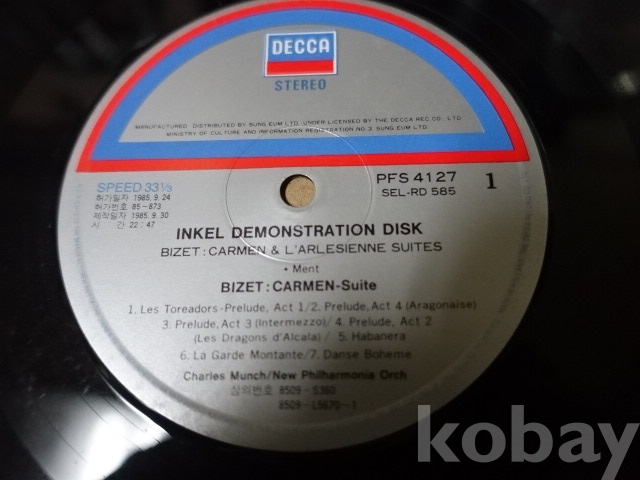 DECCA
STEREO
MANUFACTURED DISTRIBUTED BY SUNG EUM LTD. UNDER LICENSED BY THE DECCA REC. CO., LTD
MINISTRY OF CULTURE AND INFORMATION REGISTRATION NO. 3. SUNG EUM LTD.
SPEED 33⅓
허가일자 1985. 9. 24
허가번호 85-873
제작일자 1985. 9. 30
시 간 22 : 47
PFS 4127
SEL-RD 585
1
INKEL DEMONSTRATION DISK
BIZET : CARMEN & L'ARLESIENNE SUITES
• Ment
BIZET : CARMEN-Suite
1. Les Toreadors-Prelude, Act 1/2. Prelude, Act 4 (Aragonaise)
3. Prelude, Act 3 (Intermezzo)/ 4. Prelude, Act 2
(Les Dragons d'Alcala) / 5. Habanera
6. La Garde Montante/7. Danse Boheme
Charles Munch/New Philharmonia Orch
심의번호 8509-S360
8509-L5670-1
kobay